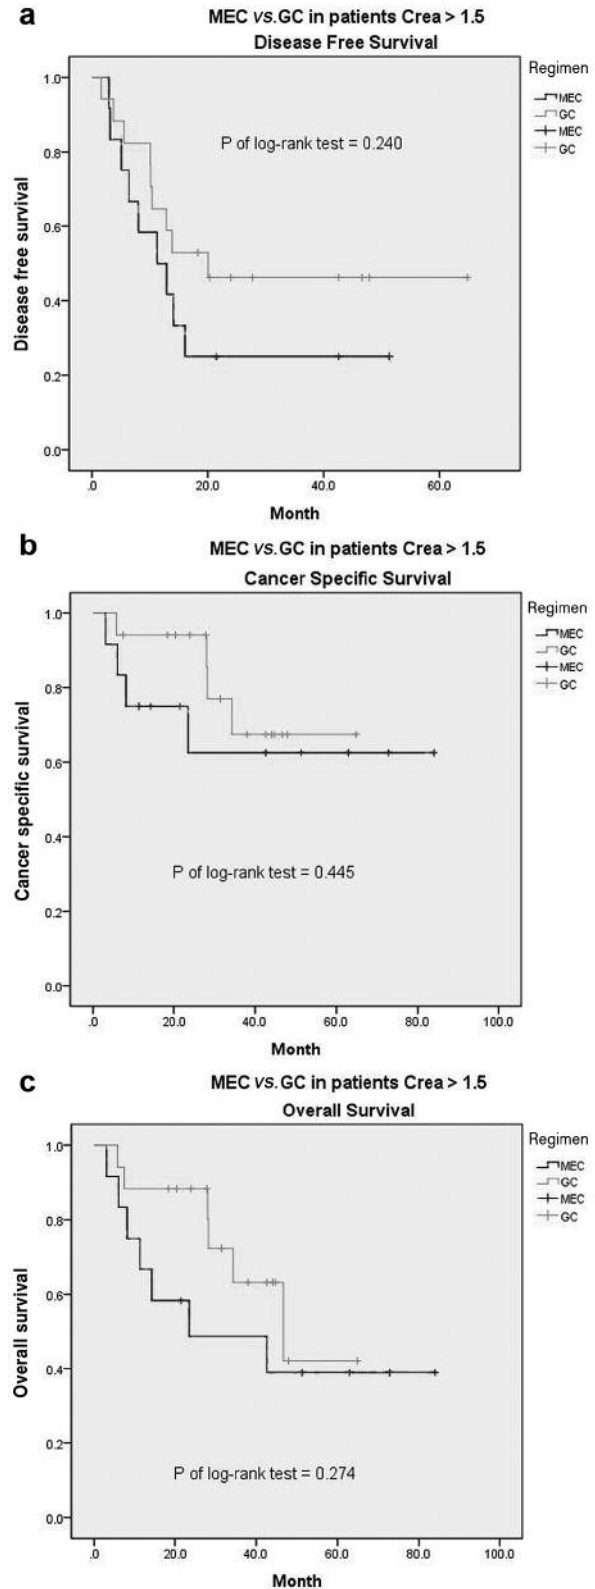 a
MEC vs.GC in patients Crea > 1.5
Disease Free Survival
Regimen
MEC
GC
MEC
GC
P of log-rank test = 0.240
Disease free survival
1.0
0.8
0.6
0.4
0.2
0.0
.0 20.0 40.0 60.0
Month
b
MEC vs.GC in patients Crea > 1.5
Cancer Specific Survival
Regimen
MEC
GC
MEC
GC
P of log-rank test = 0.445
Cancer specific survival
1.0
0.8
0.6
0.4
0.2
0.0
.0 20.0 40.0 60.0 80.0 100.0
Month
c
MEC vs.GC in patients Crea > 1.5
Overall Survival
Regimen
MEC
GC
MEC
GC
P of log-rank test = 0.274
Overall survival
1.0
0.8
0.6
0.4
0.2
0.0
.0 20.0 40.0 60.0 80.0 100.0
Month